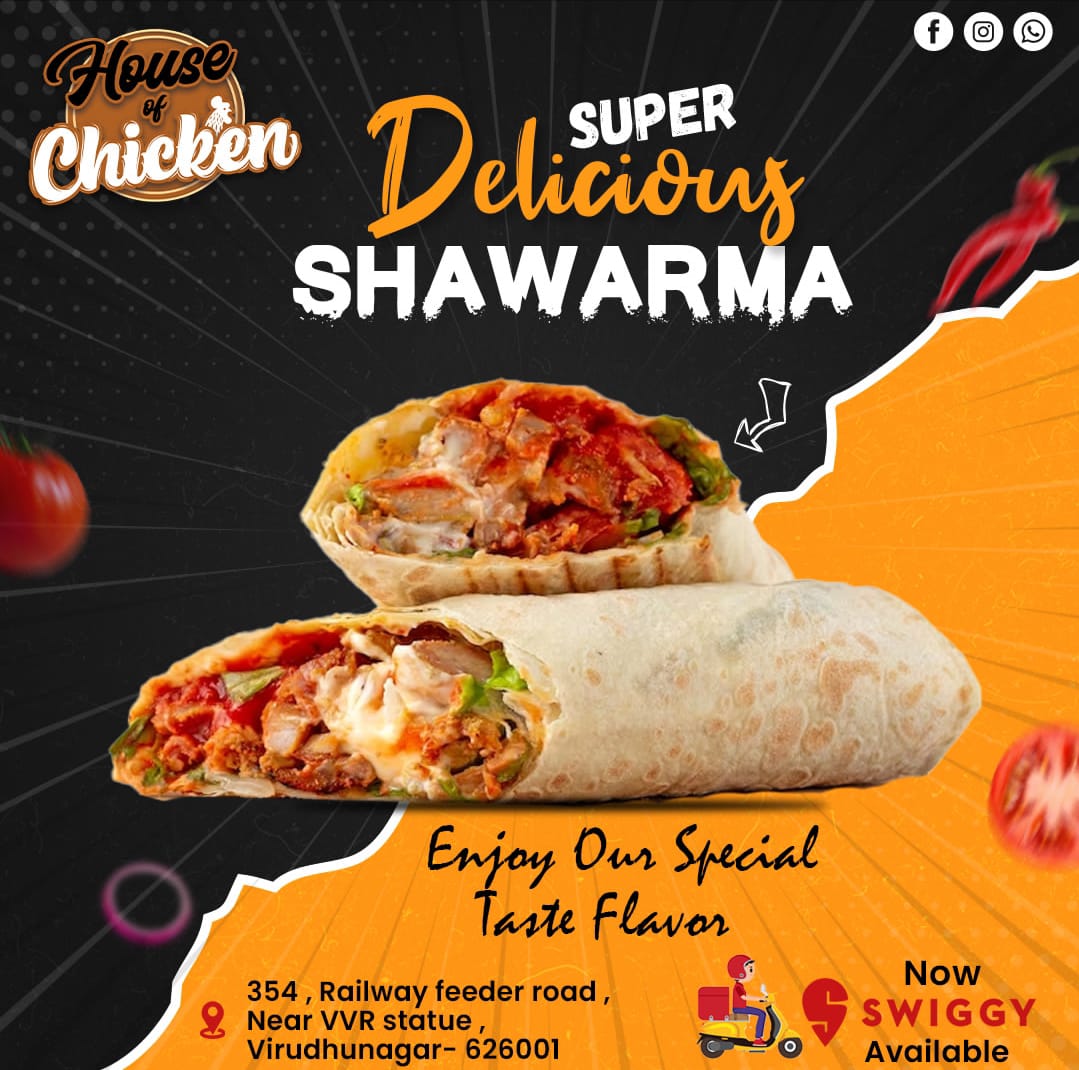 House
of
Chicken
SUPER
Delicious
SHAWARMA
Enjoy Our Special
Taste Flavor
354 , Railway feeder road ,
Near VVR statue ,
Virudhunagar- 626001
Now
SWIGGY
Available